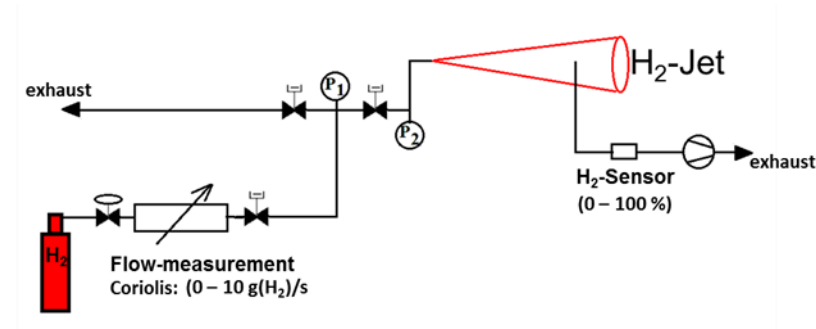 exhaust
P1
P2
H₂-Jet
exhaust
H₂-Sensor
(0 – 100 %)
H₂
Flow-measurement
Coriolis: (0 – 10 g(H₂)/s